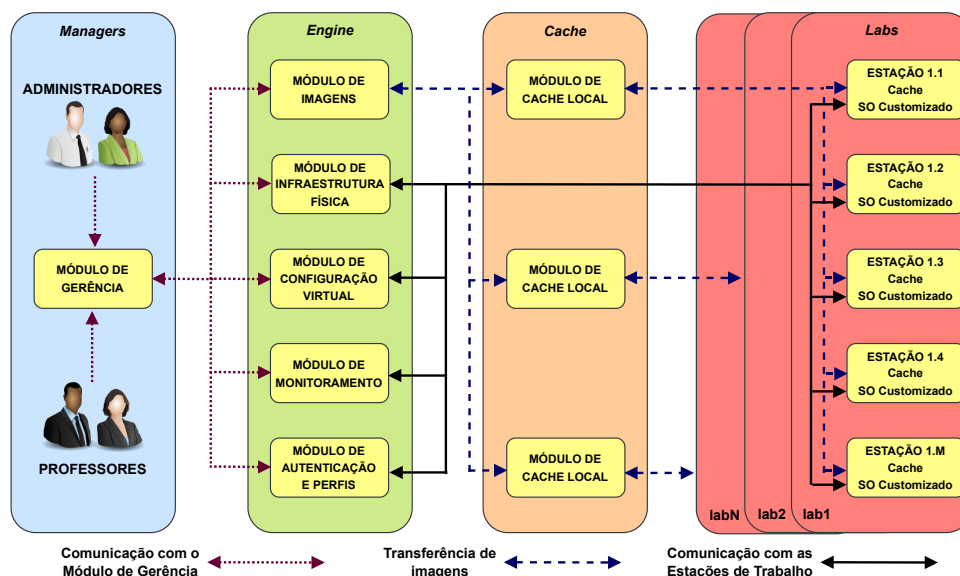 Managers
ADMINISTRADORES
MÓDULO DE
GERÊNCIA
PROFESSORES
Engine
MÓDULO DE
IMAGENS
MÓDULO DE
INFRAESTRUTURA
FÍSICA
MÓDULO DE
CONFIGURAÇÃO
VIRTUAL
MÓDULO DE
MONITORAMENTO
MÓDULO DE
AUTENTICAÇÃO
E PERFIS
Cache
MÓDULO DE
CACHE LOCAL
MÓDULO DE
CACHE LOCAL
MÓDULO DE
CACHE LOCAL
Labs
ESTAÇÃO 1.1
Cache
SO Customizado
ESTAÇÃO 1.2
Cache
SO Customizado
ESTAÇÃO 1.3
Cache
SO Customizado
ESTAÇÃO 1.4
Cache
SO Customizado
ESTAÇÃO 1.M
Cache
SO Customizado
labN
lab2
lab1
Comunicação com o
Módulo de Gerência
Transferência de
imagens
Comunicação com as
Estações de Trabalho